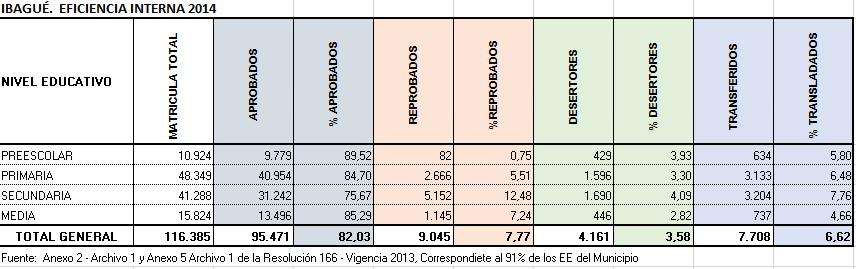 IBAGUÉ. EFICIENCIA INTERNA 2014
NIVEL EDUCATIVO MATRICULA TOTAL APROBADOS % APROBADOS REPROBADOS %REPROBADOS DESERTORES % DESERTORES TRANSFERIDOS % TRANSLADOS
PREESCOLAR 10.924 9.779 89,52 82 0,75 429 3,93 634 5,80
PRIMARIA 48.349 40.954 84,70 2.666 5,51 1.596 3,30 3.133 6,48
SECUNDARIA 41.288 31.242 75,67 5.152 12,48 1.690 4,09 3.204 7,76
MEDIA 15.824 13.496 85,29 1.145 7,24 446 2,82 737 4,66
TOTAL GENERAL 116.385 95.471 82,03 9.045 7,77 4.161 3,58 7.708 6,62
Fuente: Anexo 2 - Archivo 1 y Anexo 5 Archivo 1 de la Resolución 166 - Vigencia 2013, Correspondiete al 91% de los EE del Municipio